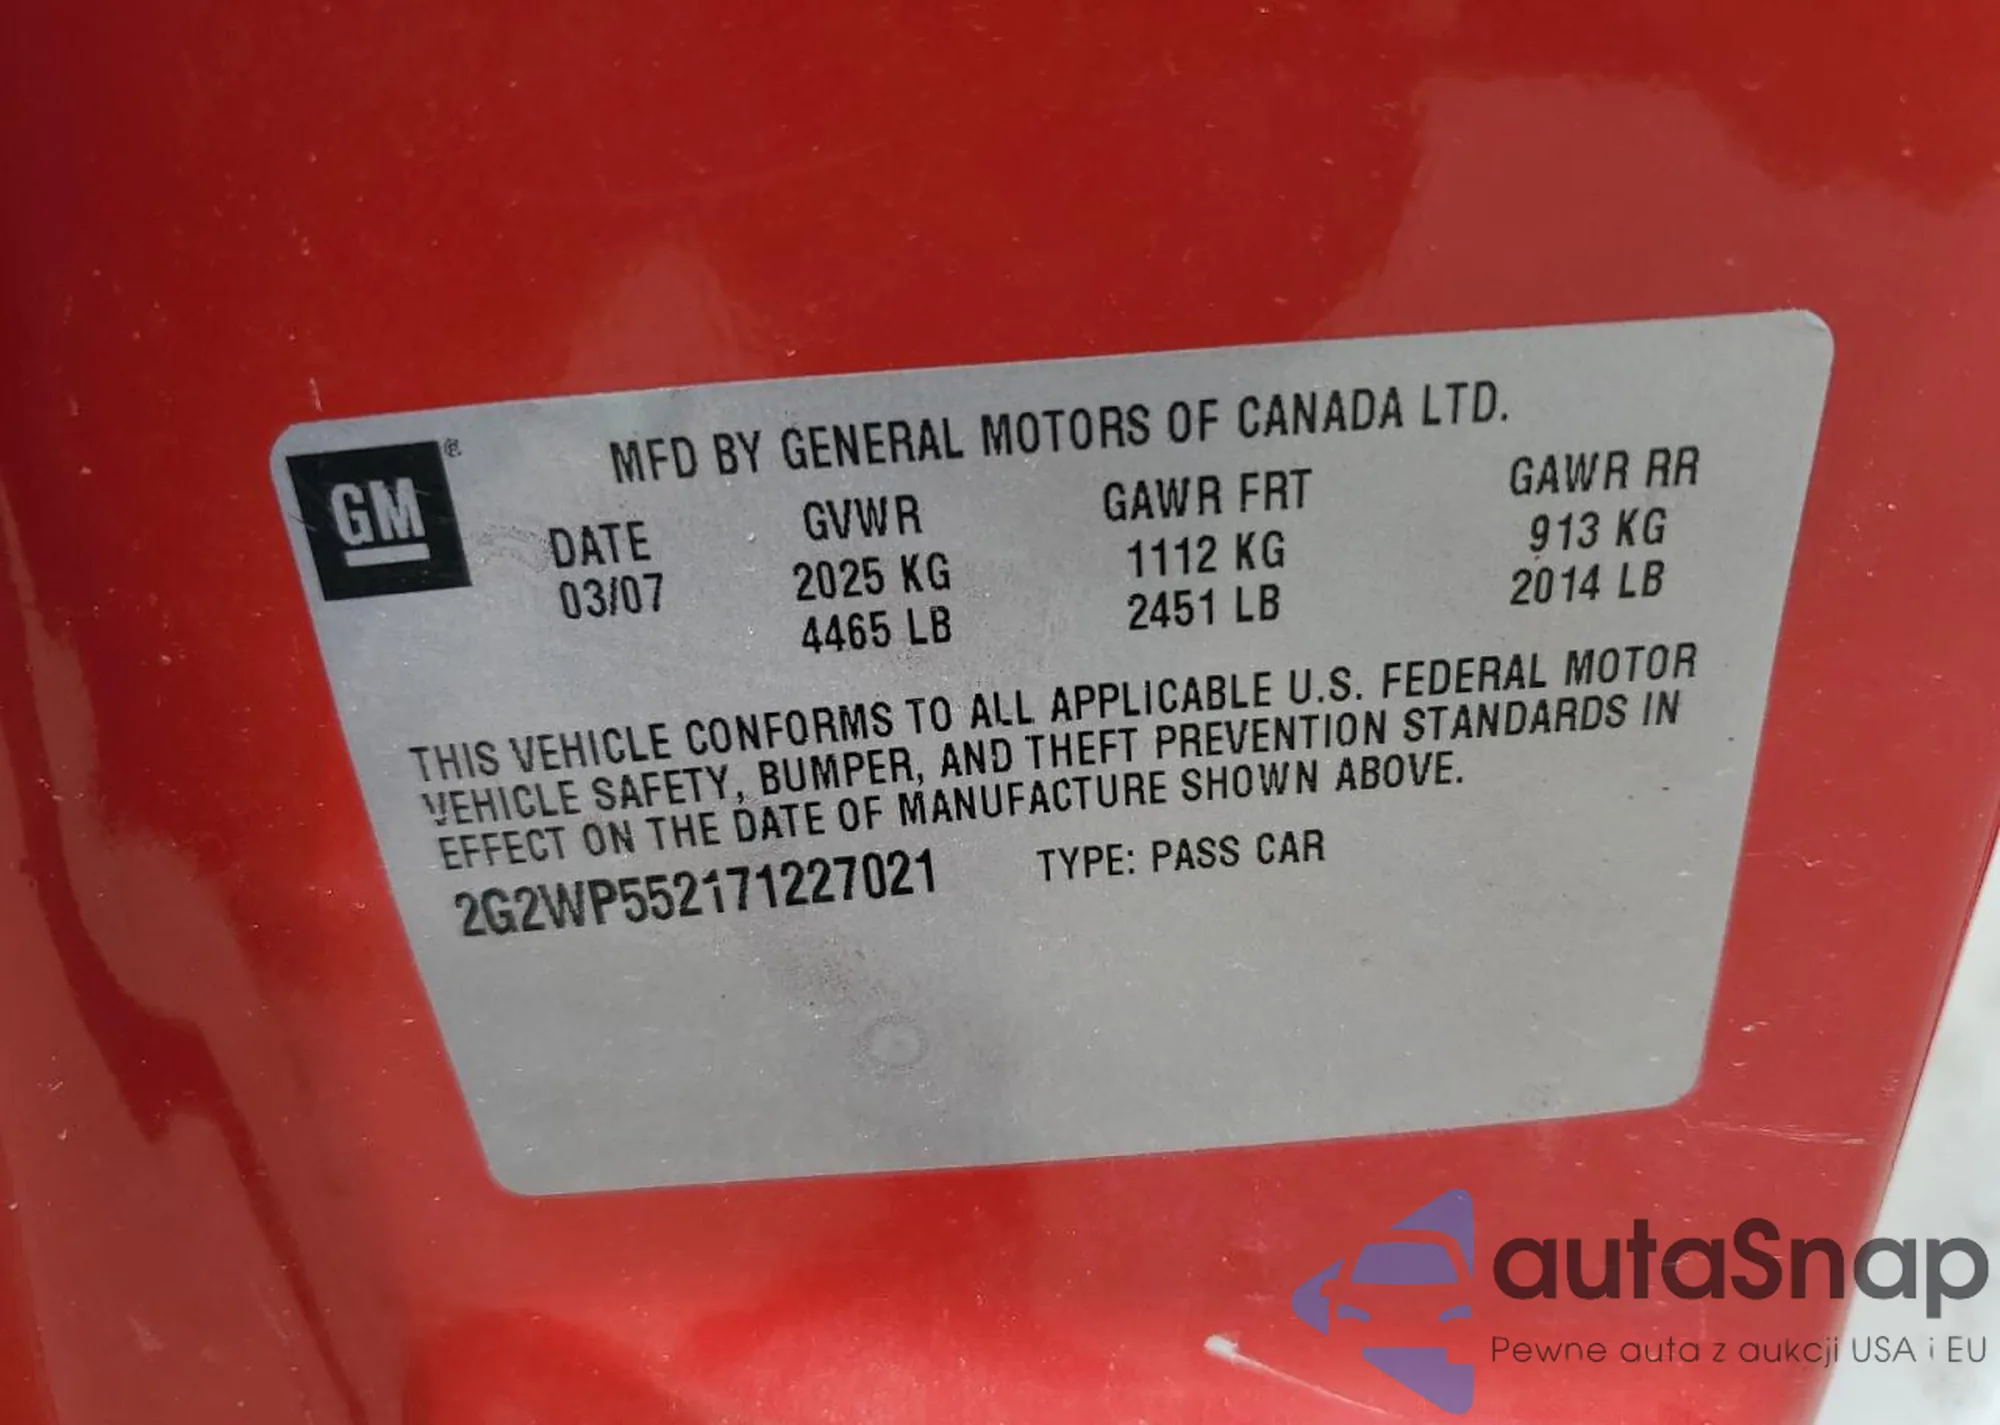 GM ®
MFD BY GENERAL MOTORS OF CANADA LTD.
DATE GVWR GAWR FRT GAWR RR
03/07 2025 KG 1112 KG 913 KG
4465 LB 2451 LB 2014 LB
THIS VEHICLE CONFORMS TO ALL APPLICABLE U.S. FEDERAL MOTOR
VEHICLE SAFETY, BUMPER, AND THEFT PREVENTION STANDARDS IN
EFFECT ON THE DATE OF MANUFACTURE SHOWN ABOVE.
2G2WP552171227021 TYPE: PASS CAR
autaSnap
Pewne auta z aukcji USA i EU